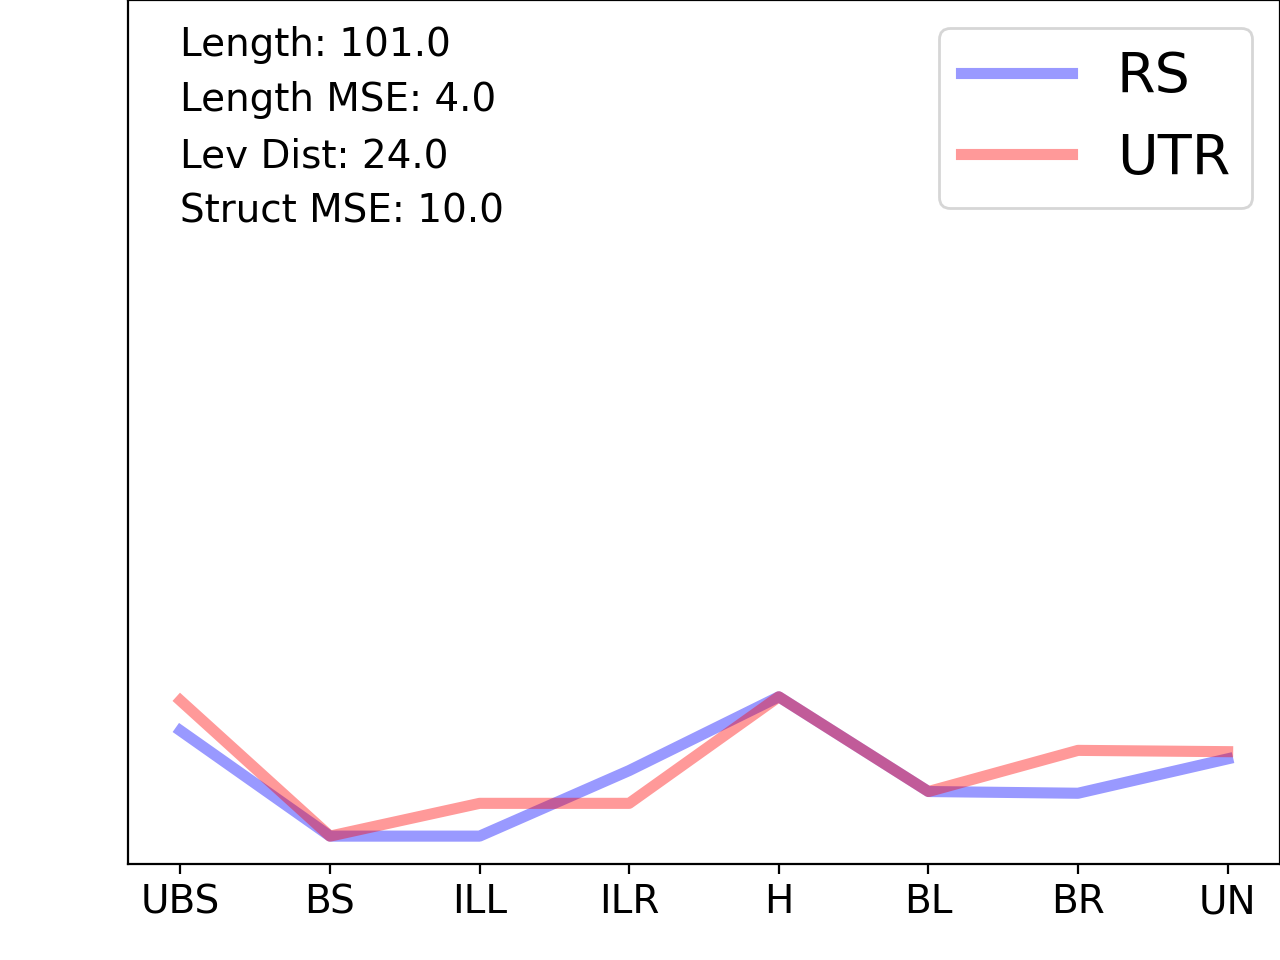 Length: 101.0
Length MSE: 4.0
Lev Dist: 24.0
Struct MSE: 10.0
RS
UTR
UBS BS ILL ILR H BL BR UN